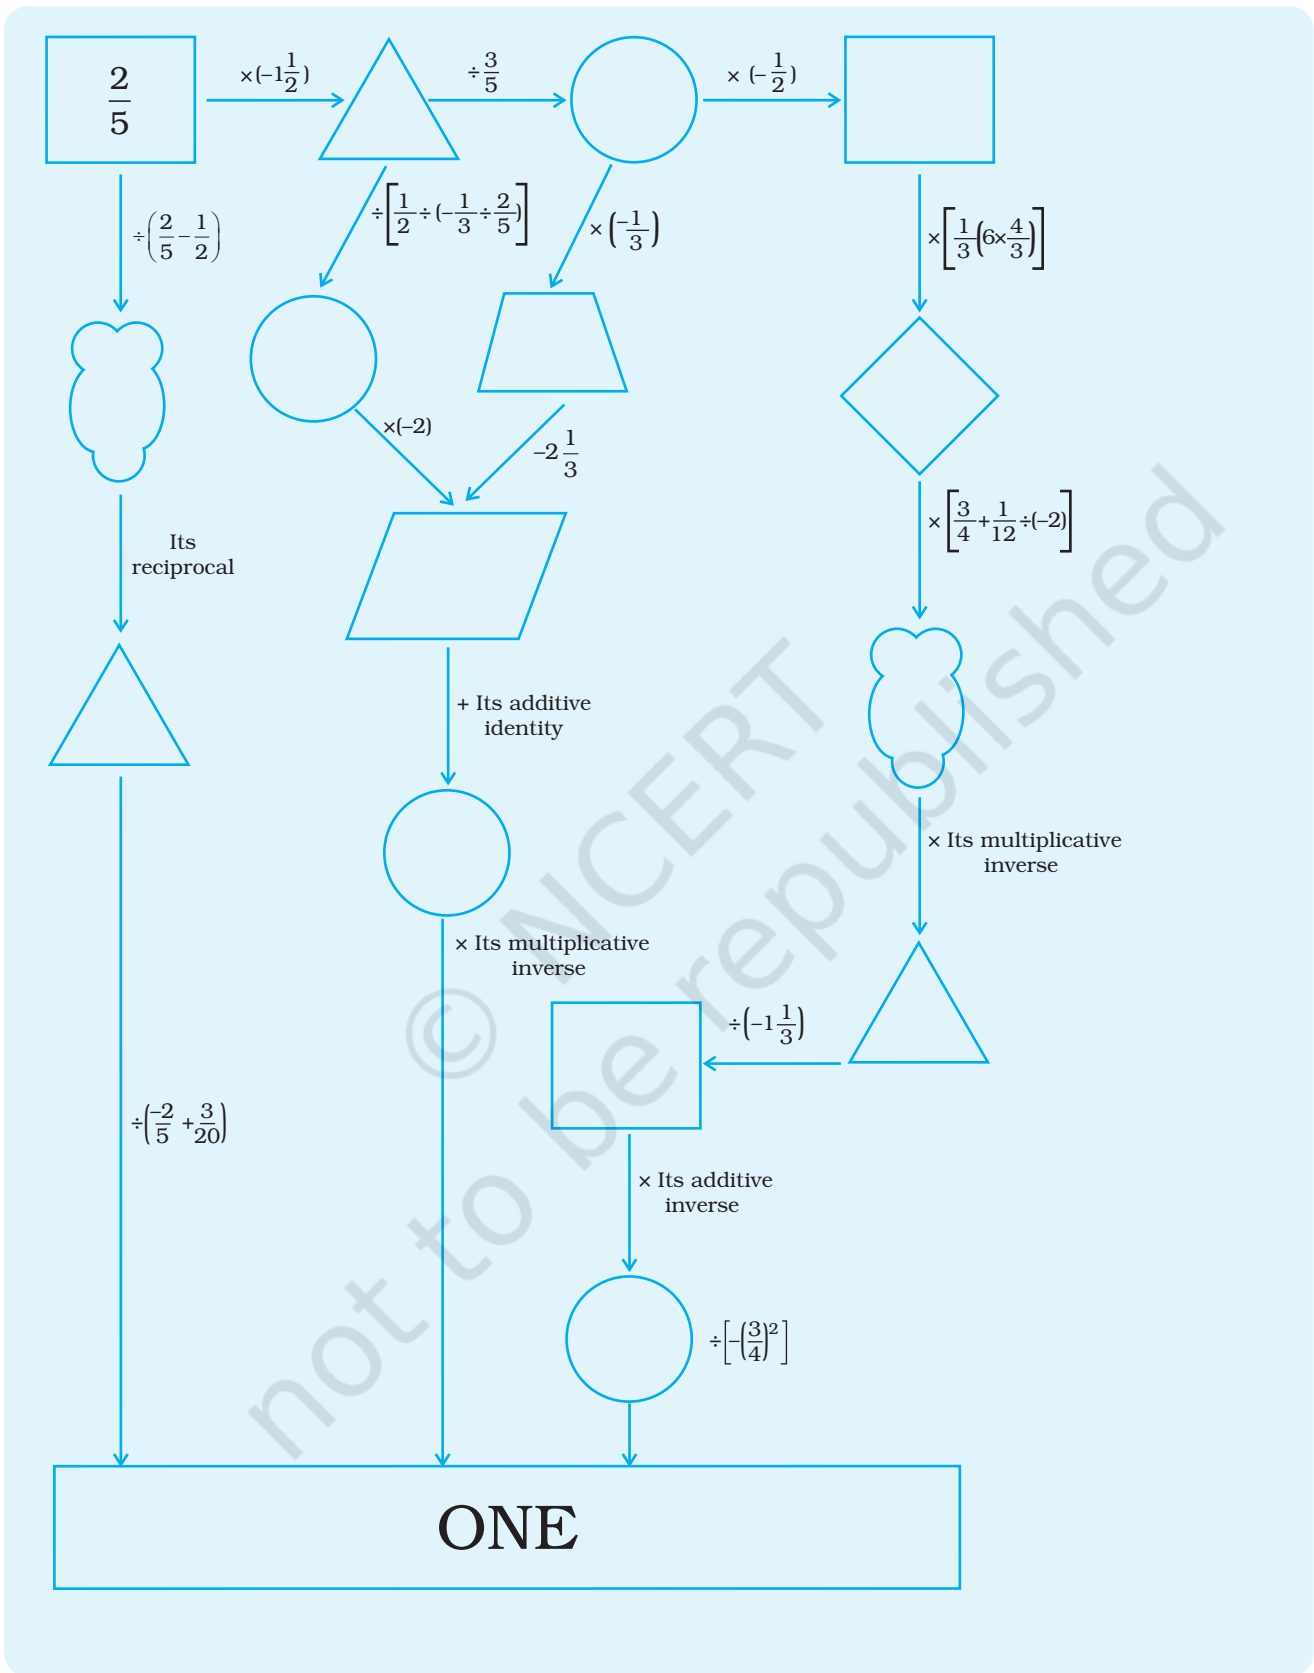 2/5
×(–1 1/2)
÷ 3/5
× (– 1/2)
÷(2/5 – 1/2)
÷[1/2 ÷ (– 1/3 ÷ 2/5)]
× (–1/3)
×[1/3(6× 4/3)]
×(–2)
–2 1/3
× [3/4 + 1/12 ÷(–2)]
Its
reciprocal
+ Its additive
identity
× Its multiplicative
inverse
× Its multiplicative
inverse
÷(–1 1/3)
÷(–2/5 + 3/20)
× Its additive
inverse
÷[–(3/4)²]
ONE
© NCERT
not to be republished